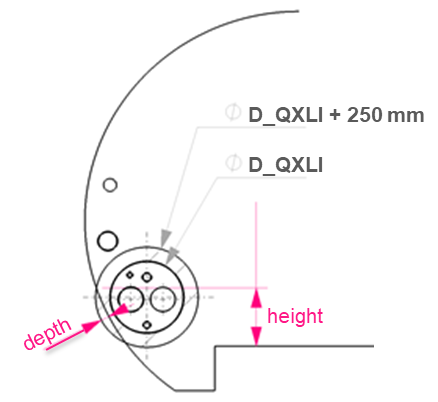 ∅ D_QXLI + 250 mm
∅ D_QXLI
height
depth